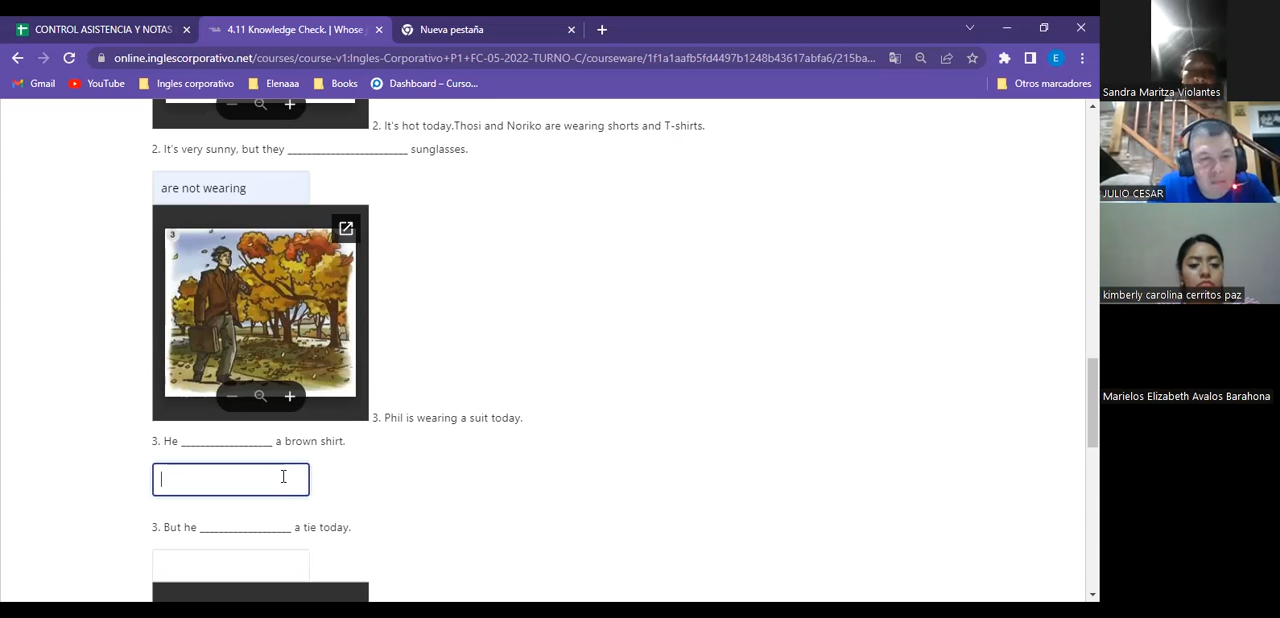 CONTROL ASISTENCIA Y NOTAS
4.11 Knowledge Check. | Whose
Nueva pestaña
online.inglescorporativo.net/courses/course-v1:Ingles-Corporativo+P1+FC-05-2022-TURNO-C/courseware/1f1a1aafb5fd4497b1248b43617abfa6/215ba...
E
Gmail
YouTube
Ingles corporativo
Elenaaa
Books
Dashboard – Curso...
Otros marcadores
2. It's hot today.Thosi and Noriko are wearing shorts and T-shirts.
2. It's very sunny, but they ______________________ sunglasses.
are not wearing
3
3. Phil is wearing a suit today.
3. He _________________ a brown shirt.
3. But he _________________ a tie today.
Sandra Maritza Violantes
JULIO CESAR
kimberly carolina cerritos paz
Marielos Elizabeth Avalos Barahona